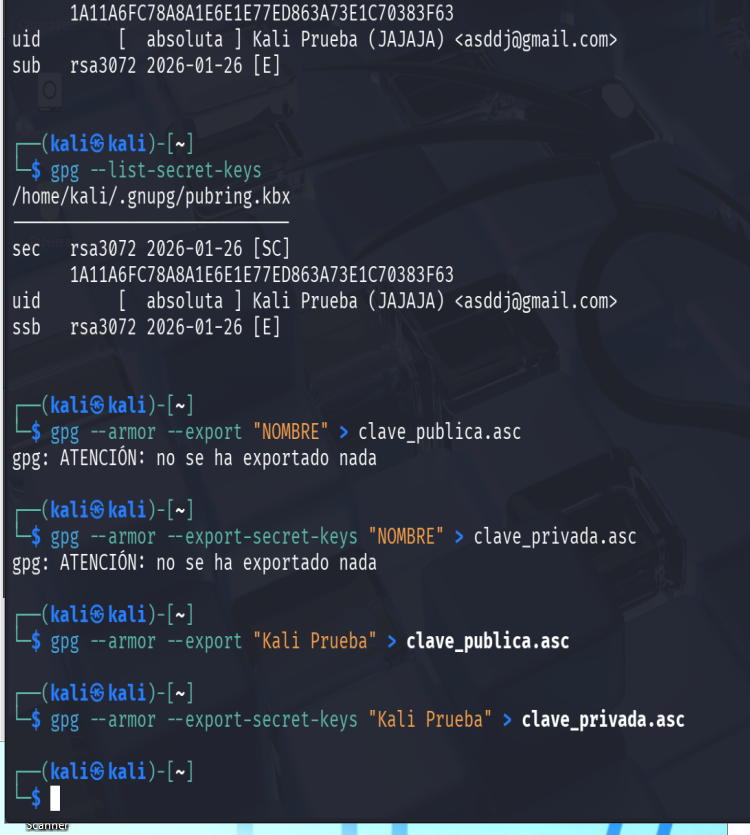 1A11A6FC78A8A1E6E1E77ED863A73E1C70383F63
uid [ absoluta ] Kali Prueba (JAJAJA) <asddj@gmail.com>
sub rsa3072 2026-01-26 [E]
┌──(kali㉿kali)-[~]
└─$ gpg --list-secret-keys
/home/kali/.gnupg/pubring.kbx
-----------------------------
sec rsa3072 2026-01-26 [SC]
1A11A6FC78A8A1E6E1E77ED863A73E1C70383F63
uid [ absoluta ] Kali Prueba (JAJAJA) <asddj@gmail.com>
ssb rsa3072 2026-01-26 [E]
┌──(kali㉿kali)-[~]
└─$ gpg --armor --export "NOMBRE" > clave_publica.asc
gpg: ATENCIÓN: no se ha exportado nada
┌──(kali㉿kali)-[~]
└─$ gpg --armor --export-secret-keys "NOMBRE" > clave_privada.asc
gpg: ATENCIÓN: no se ha exportado nada
┌──(kali㉿kali)-[~]
└─$ gpg --armor --export "Kali Prueba" > clave_publica.asc
┌──(kali㉿kali)-[~]
└─$ gpg --armor --export-secret-keys "Kali Prueba" > clave_privada.asc
┌──(kali㉿kali)-[~]
└─$
Scanner